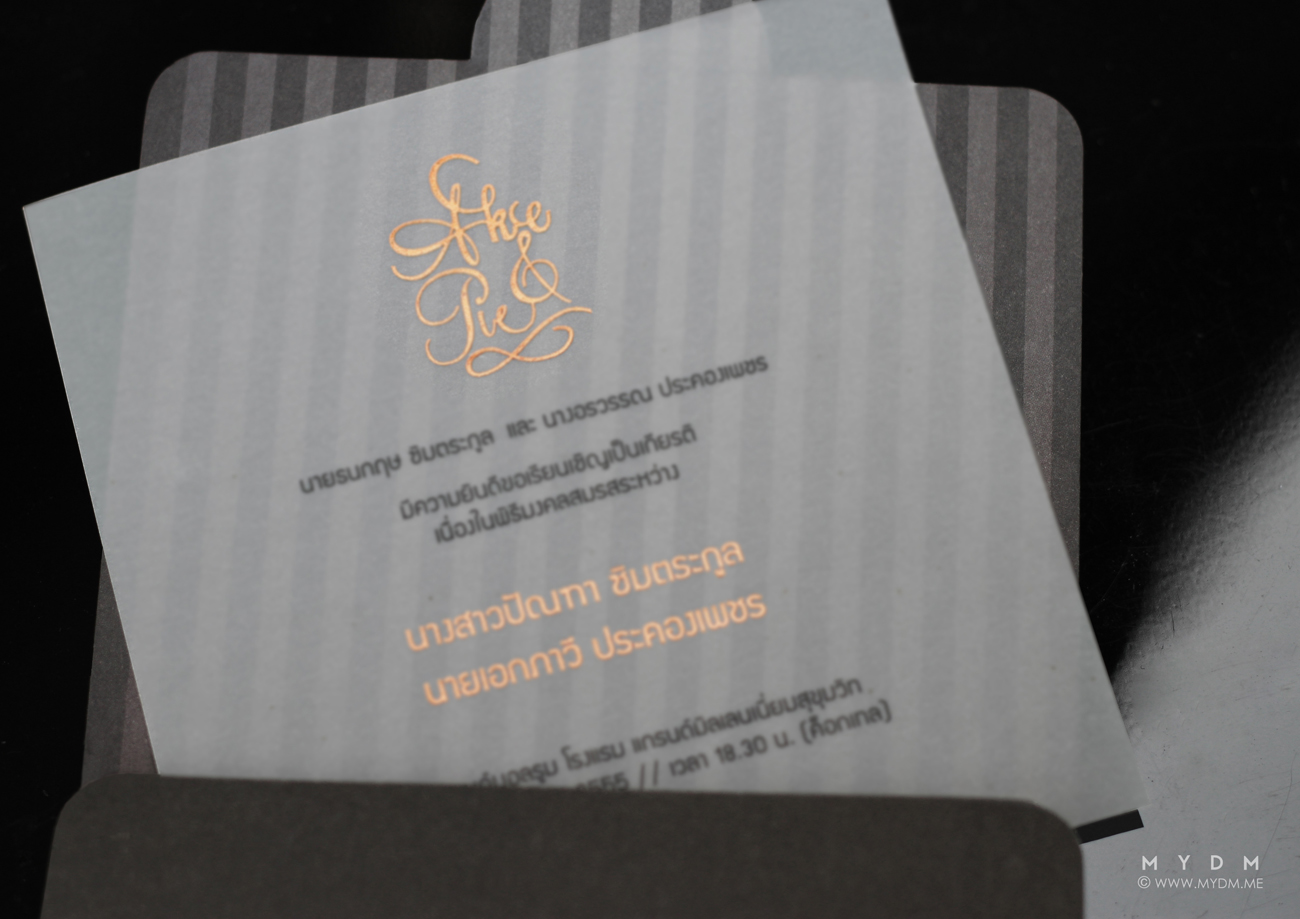 Akie
&
Pie
นายธนกฤษ ชิมตระกูล และ นางอรวรรณ ประคองเพชร
มีความยินดีขอเรียนเชิญเป็นเกียรติ
เนื่องในพิธีมงคลสมรสระหว่าง
นางสาวปัณฑา ชิมตระกูล
นายเอกภาวี ประคองเพชร
โรงแรม แกรนด์มิลเลนเนี่ยมสุขุมวิท
// เวลา 18.30 น. (ค็อกเทล)
M Y D M
© WWW.MYDM.ME